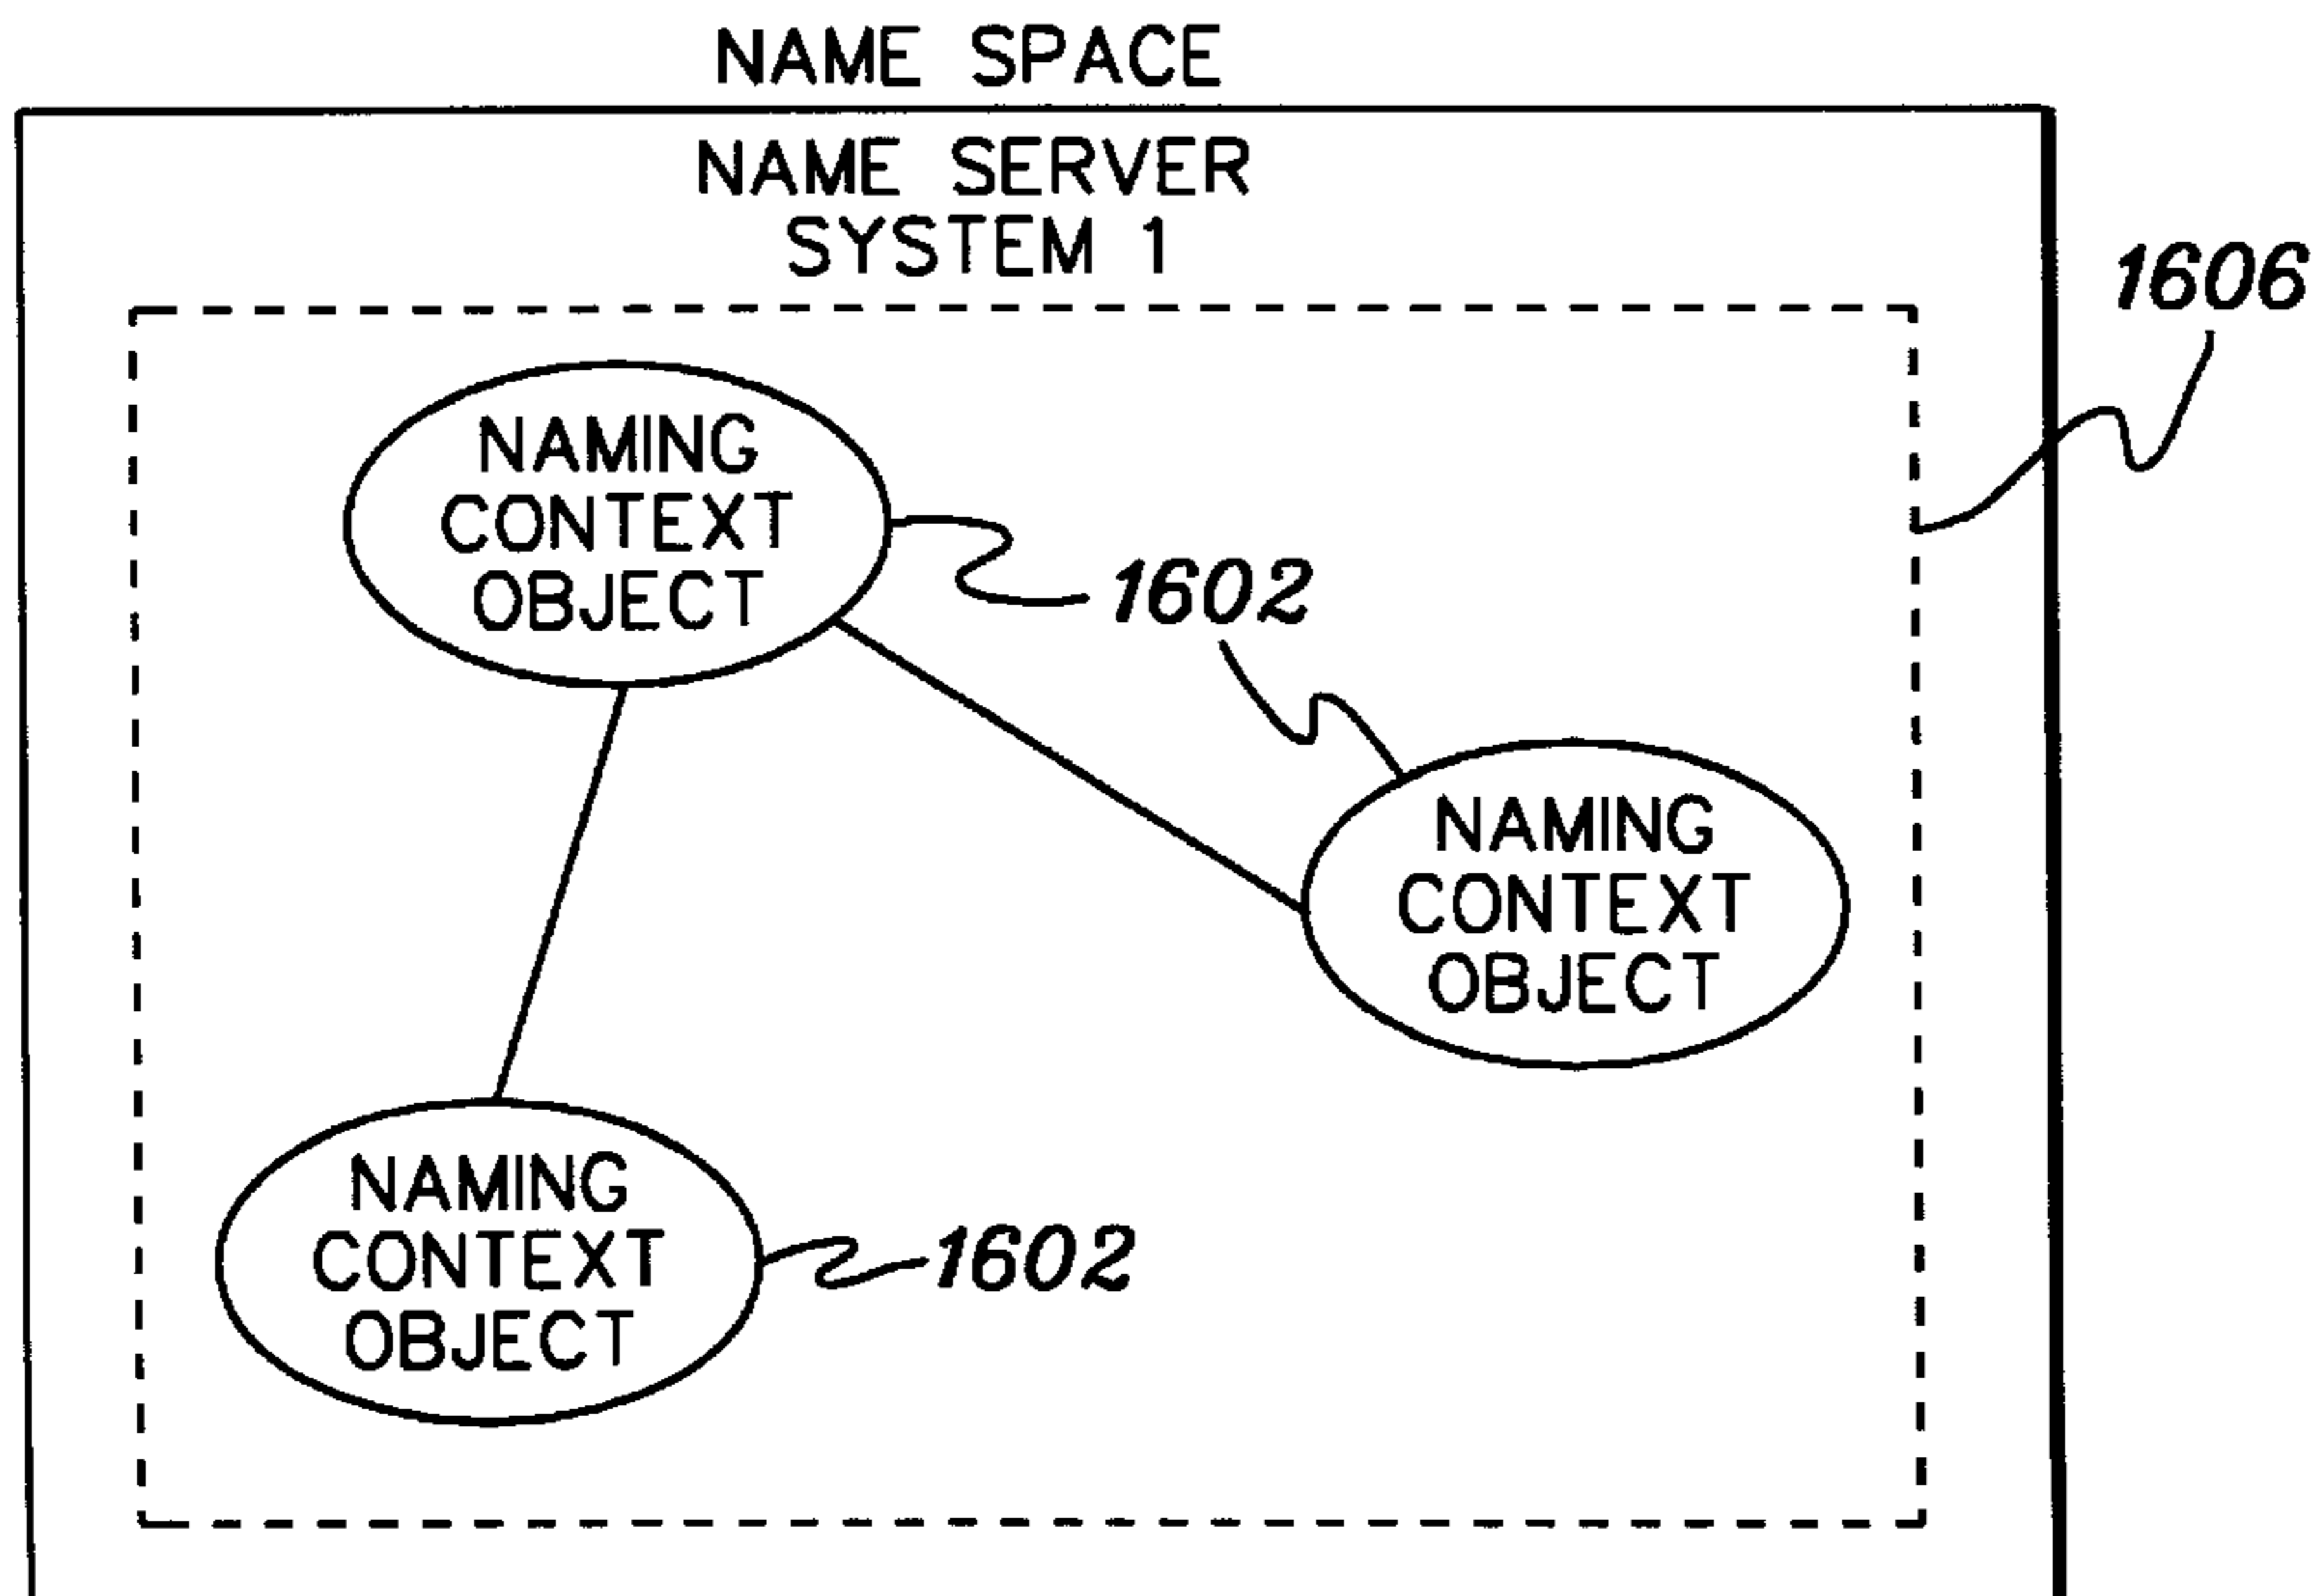 NAME SPACE
NAME SERVER
SYSTEM 1
1606
NAMING
CONTEXT
OBJECT
1602
NAMING
CONTEXT
OBJECT
NAMING
CONTEXT
OBJECT
1602